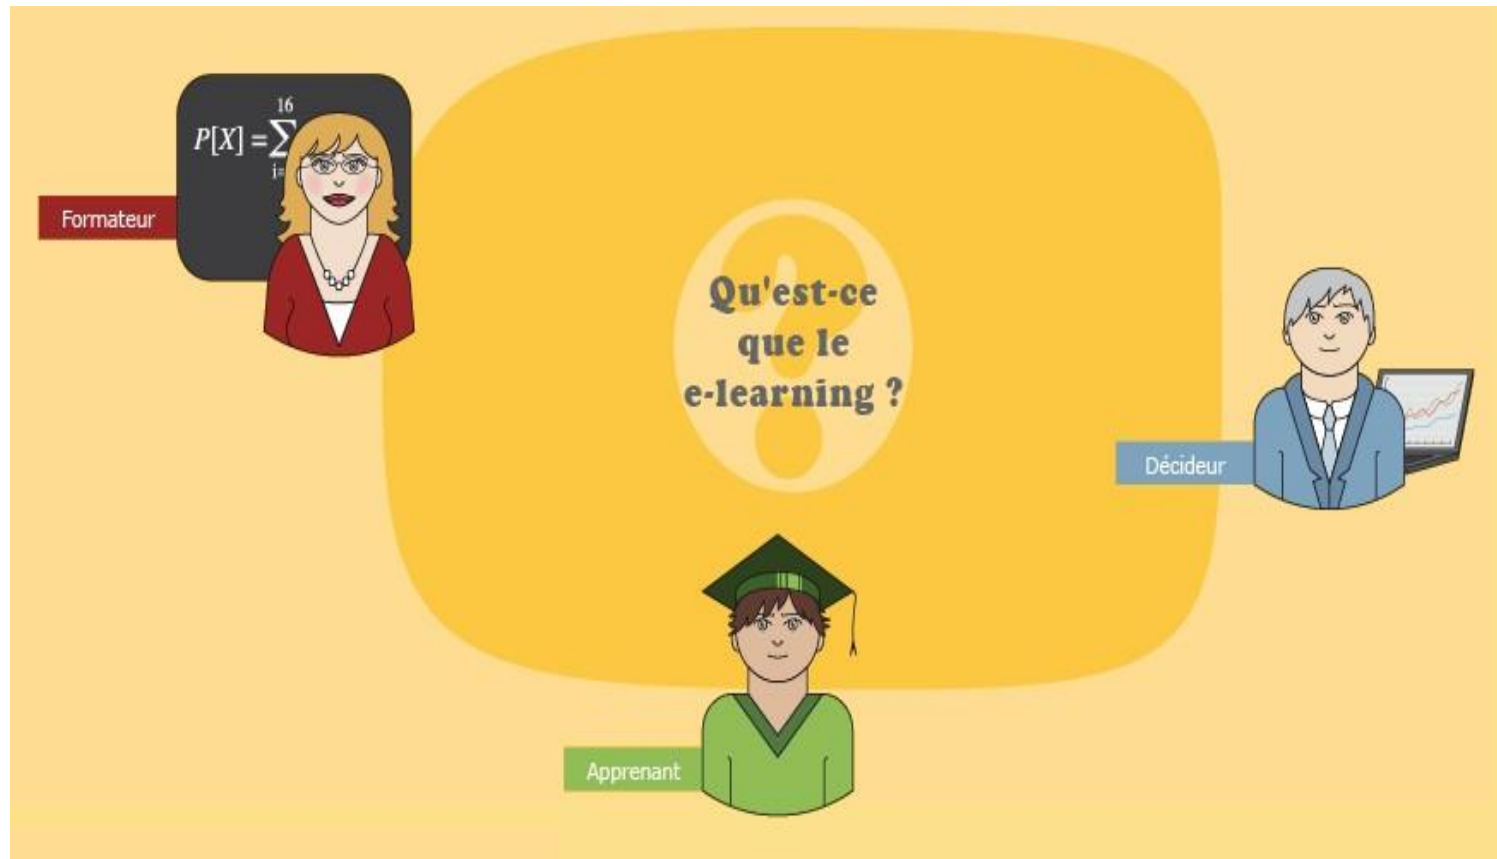 16
P[X] = ∑
i=
Formateur
Qu'est-ce
que le
e-learning ?
Décideur
Apprenant